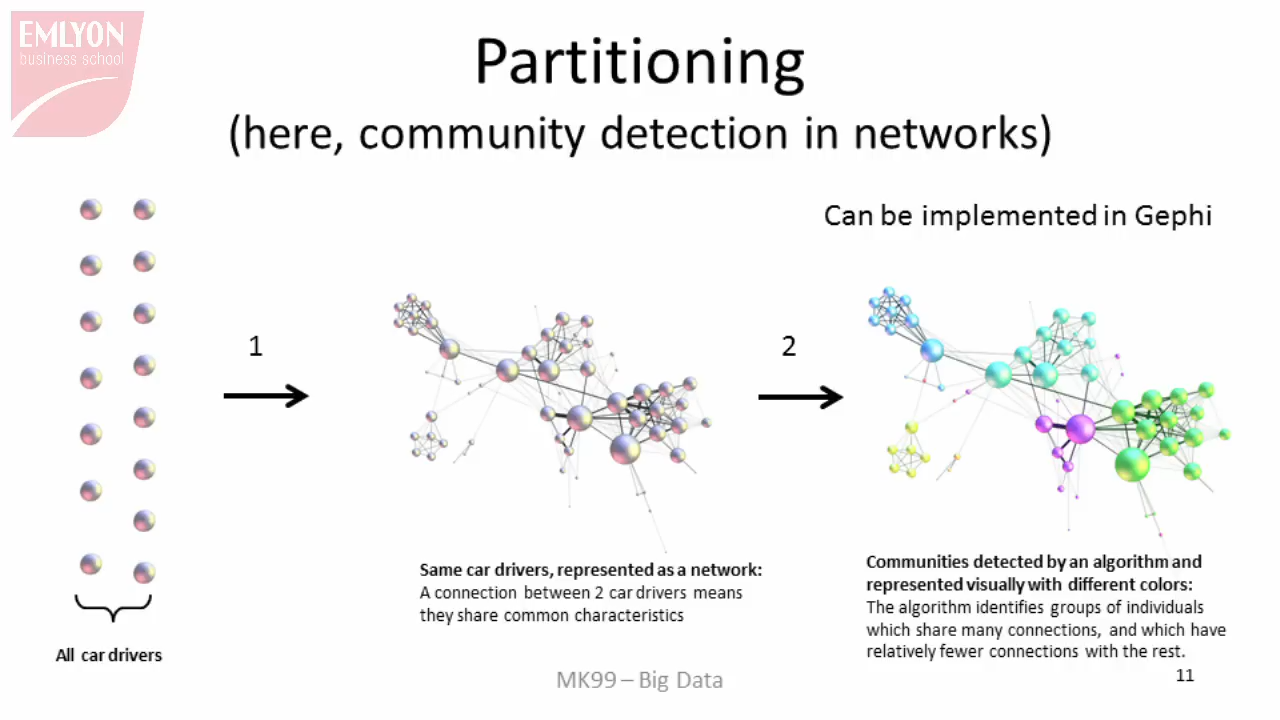 EMLYON
business school
Partitioning
(here, community detection in networks)
Can be implemented in Gephi
1
2
All car drivers
Same car drivers, represented as a network:
A connection between 2 car drivers means
they share common characteristics
Communities detected by an algorithm and
represented visually with different colors:
The algorithm identifies groups of individuals
which share many connections, and which have
relatively fewer connections with the rest.
MK99 – Big Data
11